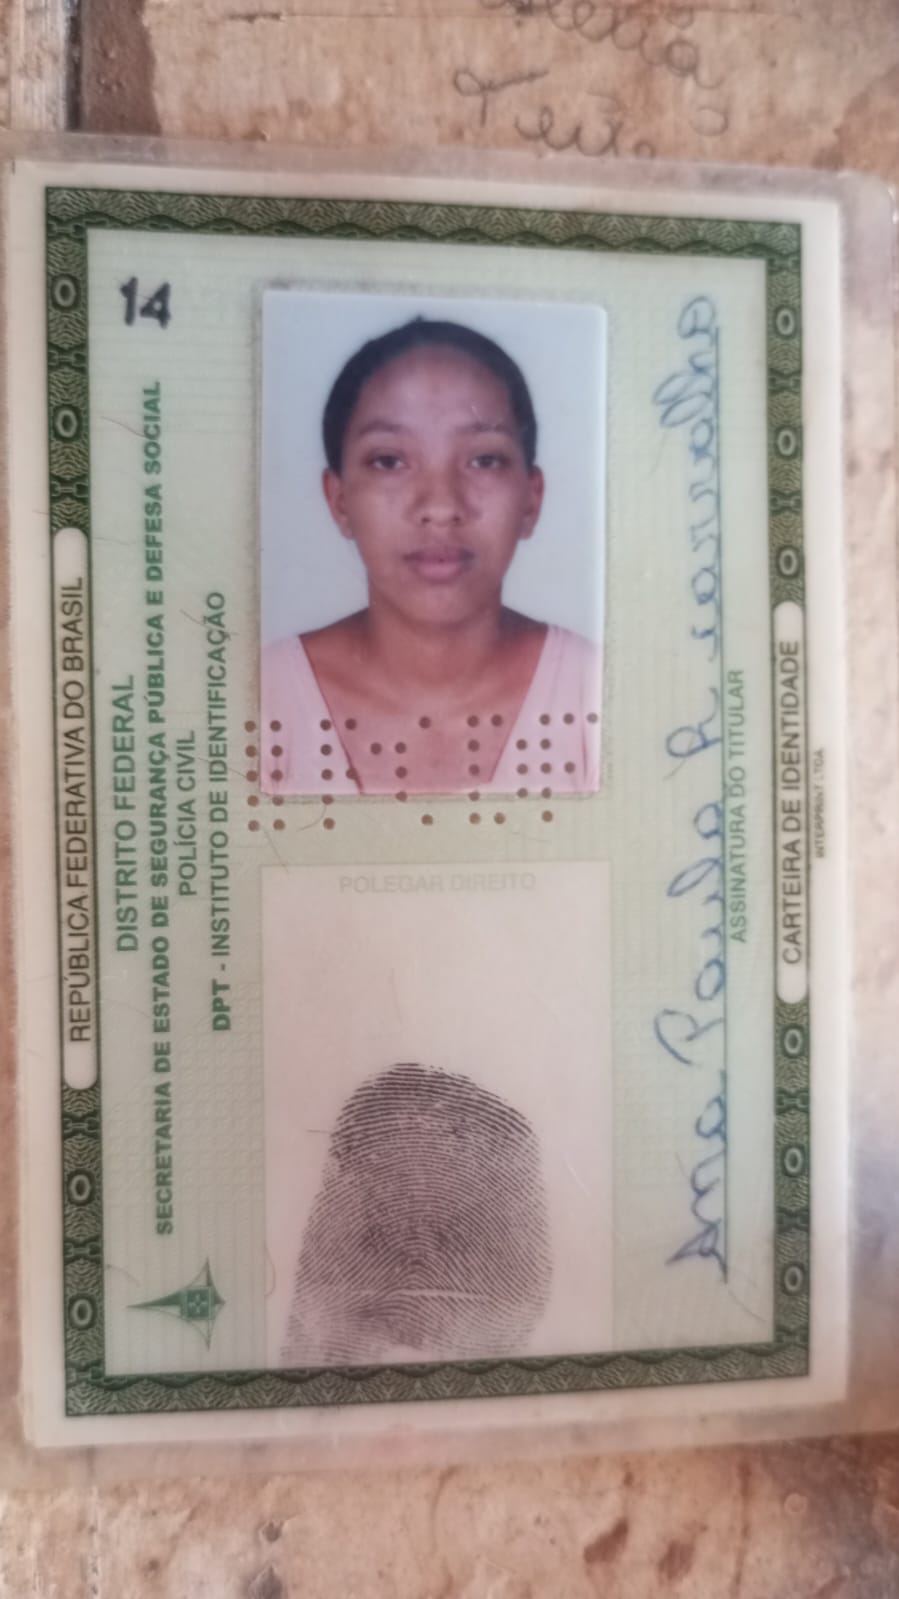 REPÚBLICA FEDERATIVA DO BRASIL
14
DISTRITO FEDERAL
SECRETARIA DE ESTADO DE SEGURANÇA PÚBLICA E DEFESA SOCIAL
POLÍCIA CIVIL
DPT - INSTITUTO DE IDENTIFICAÇÃO
POLEGAR DIREITO
Ana Paula R carvalho
ASSINATURA DO TITULAR
CARTEIRA DE IDENTIDADE
INTERPRINT LTDA